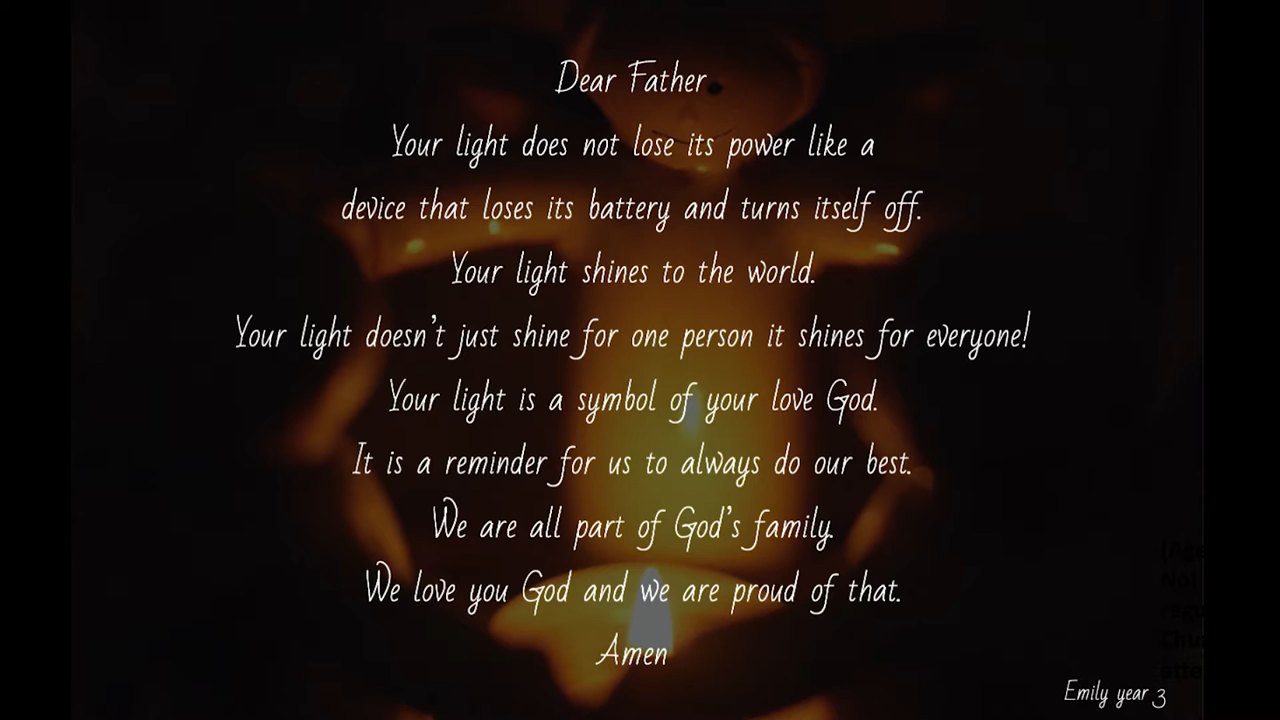 Dear Father
Your light does not lose its power like a
device that loses its battery and turns itself off.
Your light shines to the world.
Your light doesn't just shine for one person it shines for everyone!
Your light is a symbol of your love God.
It is a reminder for us to always do our best.
We are all part of God's family.
We love you God and we are proud of that.
Amen
Emily year 3